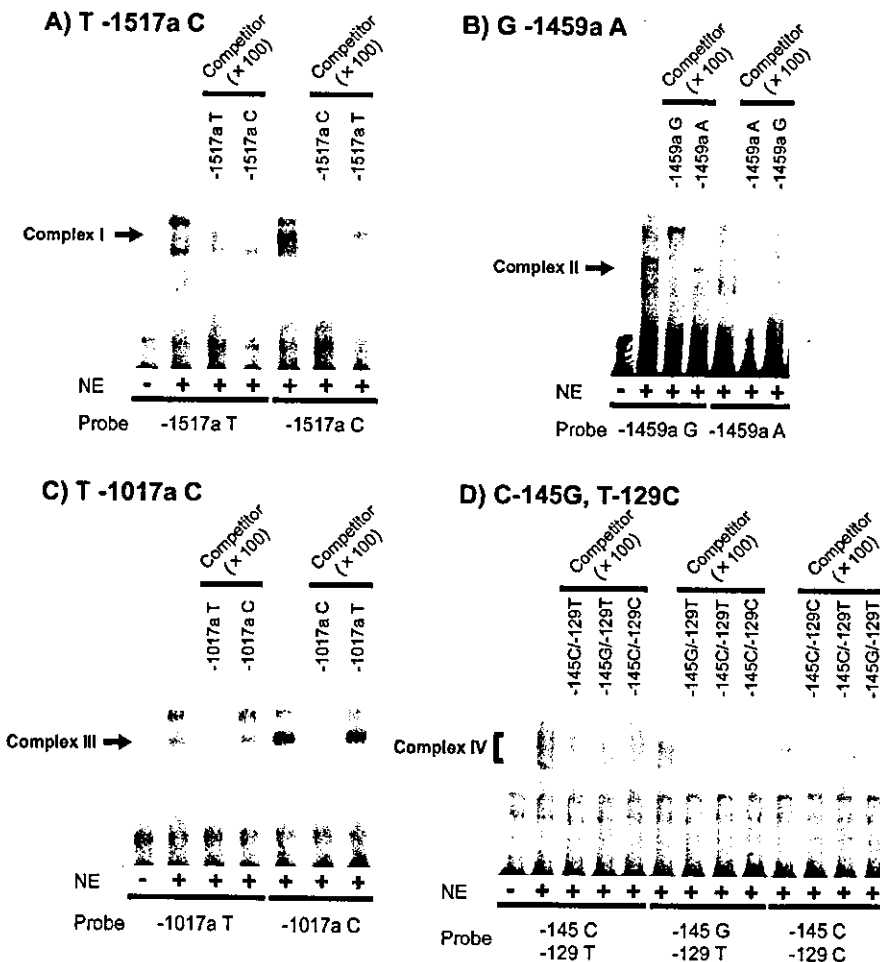 A) T -1517a C
Competitor
(×100)
Competitor
(×100)
-1517a T
-1517a C
-1517a C
-1517a T
Complex I
NE - + + + + + +
Probe -1517a T -1517a C
B) G -1459a A
Competitor
(×100)
Competitor
(×100)
-1459a G
-1459a A
-1459a A
-1459a G
Complex II
NE - + + + + + +
Probe -1459a G -1459a A
C) T -1017a C
Competitor
(×100)
Competitor
(×100)
-1017a T
-1017a C
-1017a C
-1017a T
Complex III
NE - + + + + + +
Probe -1017a T -1017a C
D) C-145G, T-129C
Competitor
(×100)
Competitor
(×100)
Competitor
(×100)
-145C/-129T
-145G/-129T
-145C/-129C
-145G/-129T
-145C/-129T
-145C/-129C
-145C/-129C
-145C/-129T
-145G/-129T
Complex IV
NE - + + + + + + + + + + + +
Probe
-145 C -145 G -145 C
-129 T -129 T -129 C